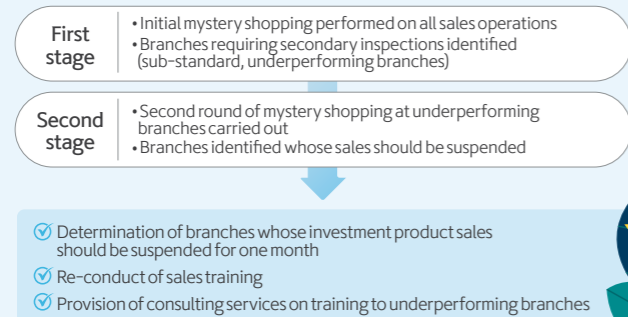 First
stage
• Initial mystery shopping performed on all sales operations
• Branches requiring secondary inspections identified
(sub-standard, underperforming branches)
Second
stage
• Second round of mystery shopping at underperforming
branches carried out
• Branches identified whose sales should be suspended
Determination of branches whose investment product sales
should be suspended for one month
Re-conduct of sales training
Provision of consulting services on training to underperforming branches